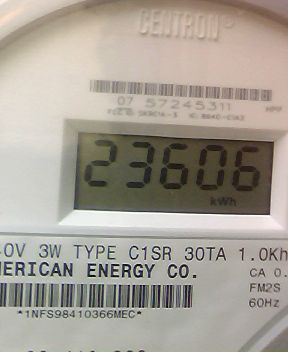 CENTRON®
07 57245311
23606
kWh
40V 3W TYPE C1SR 30TA 1.0Kh
MERICAN ENERGY CO.
CA 0.
FM2S
60Hz
*1NFS98410366MEC*